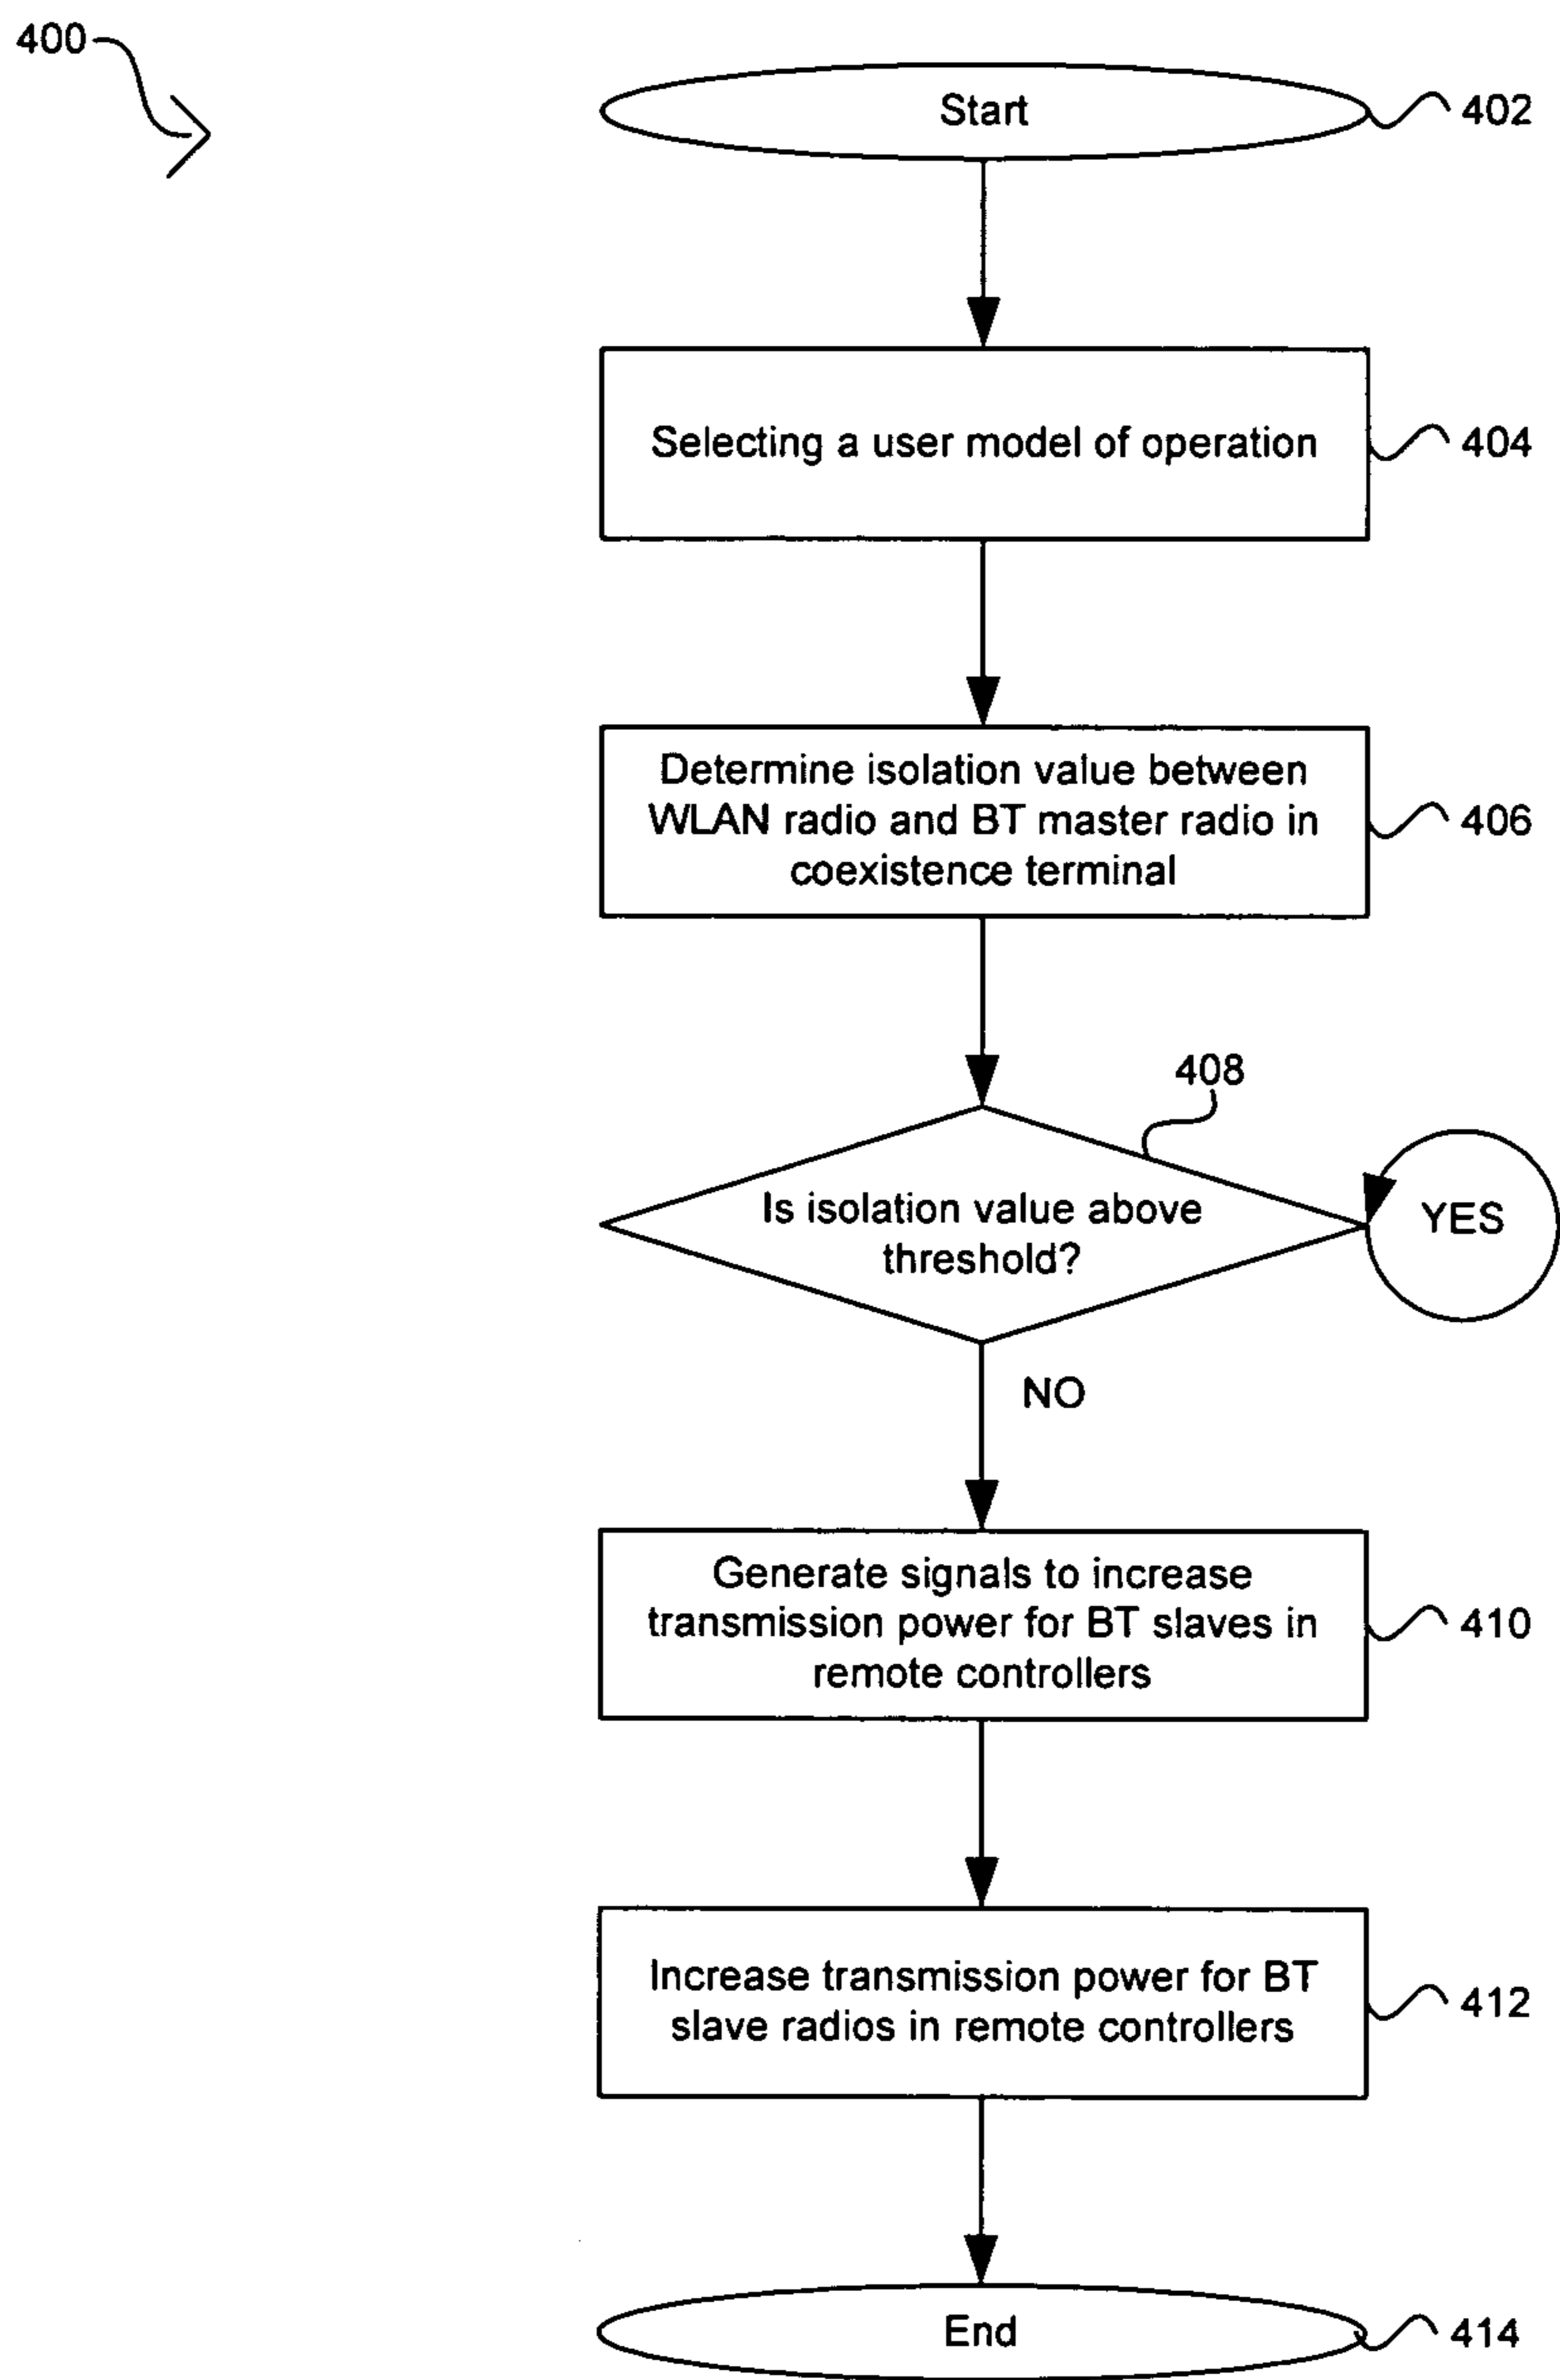 400
Start
402
Selecting a user model of operation
404
Determine isolation value between
WLAN radio and BT master radio in
coexistence terminal
406
408
Is isolation value above
threshold?
YES
NO
Generate signals to increase
transmission power for BT slaves in
remote controllers
410
Increase transmission power for BT
slave radios in remote controllers
412
End
414